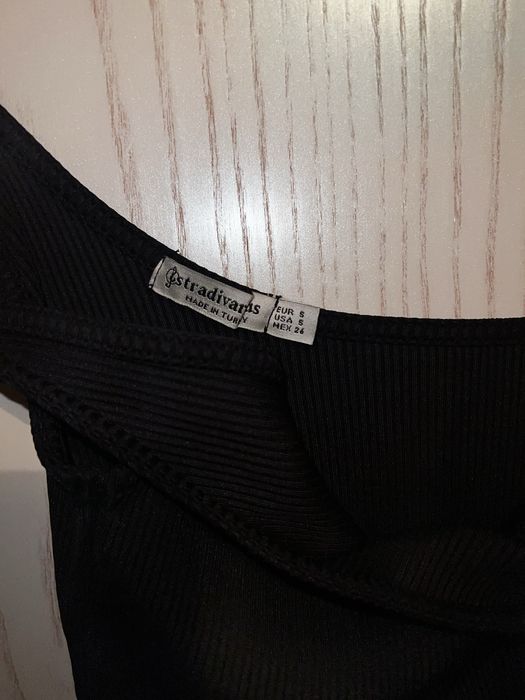 stradivarius
MADE IN TURKEY
EUR S
USA S
MEX 26